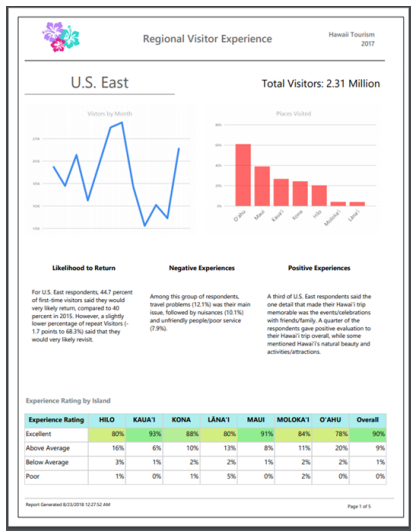 Regional Visitor Experience
Hawaii Tourism
2017
U.S. East
Total Visitors: 2.31 Million
Vistors by Month
Places Visited
80%
60%
40%
20%
0%
O'ahu
Maui
Kaua'i
Kona
Hilo
Moloka'i
Lāna'i
Likelihood to Return
For U.S. East respondents, 44.7 percent
of first-time visitors said they would
very likely return, compared to 40
percent in 2015. However, a slightly
lower percentage of repeat Visitors (-
1.7 points to 68.3%) said that they
would very likely revisit.
Negative Experiences
Among this group of respondents,
travel problems (12.1%) was their main
issue, followed by nuisances (10.1%)
and unfriendly people/poor service
(7.9%).
Positive Experiences
A third of U.S. East respondents said the
one detail that made their Hawai'i trip
memorable was the events/celebrations
with friends/family. A quarter of the
respondents gave positive evaluation to
their Hawai'i trip overall, while some
mentioned Hawai'i's natural beauty and
activities/attractions.
Experience Rating by Island
Experience Rating HILO KAUA'I KONA LĀNA'I MAUI MOLOKA'I O'AHU Overall
Excellent 80% 93% 88% 80% 91% 84% 78% 90%
Above Average 16% 6% 10% 13% 8% 11% 20% 9%
Below Average 3% 1% 2% 2% 1% 2% 2% 1%
Poor 1% 0% 1% 5% 0% 2% 0% 0%
Report Generated 8/23/2018 12:27:52 AM
Page 1 of 5